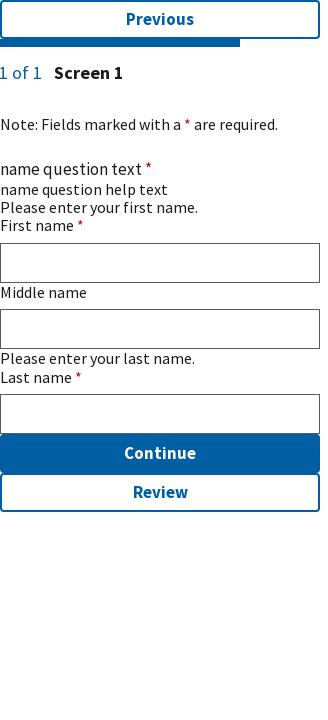 Previous
1 of 1 Screen 1
Note: Fields marked with a * are required.
name question text *
name question help text
Please enter your first name.
First name *
Middle name
Please enter your last name.
Last name *
Continue
Review